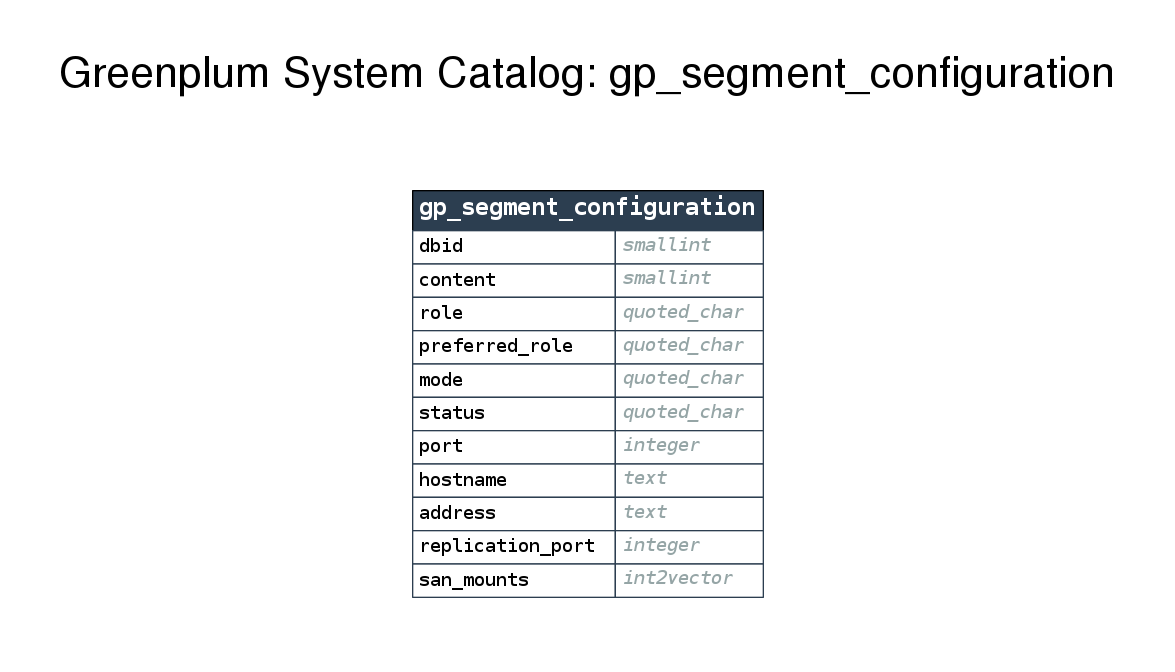 Greenplum System Catalog: gp_segment_configuration
gp_segment_configuration
dbid smallint
content smallint
role quoted_char
preferred_role quoted_char
mode quoted_char
status quoted_char
port integer
hostname text
address text
replication_port integer
san_mounts int2vector